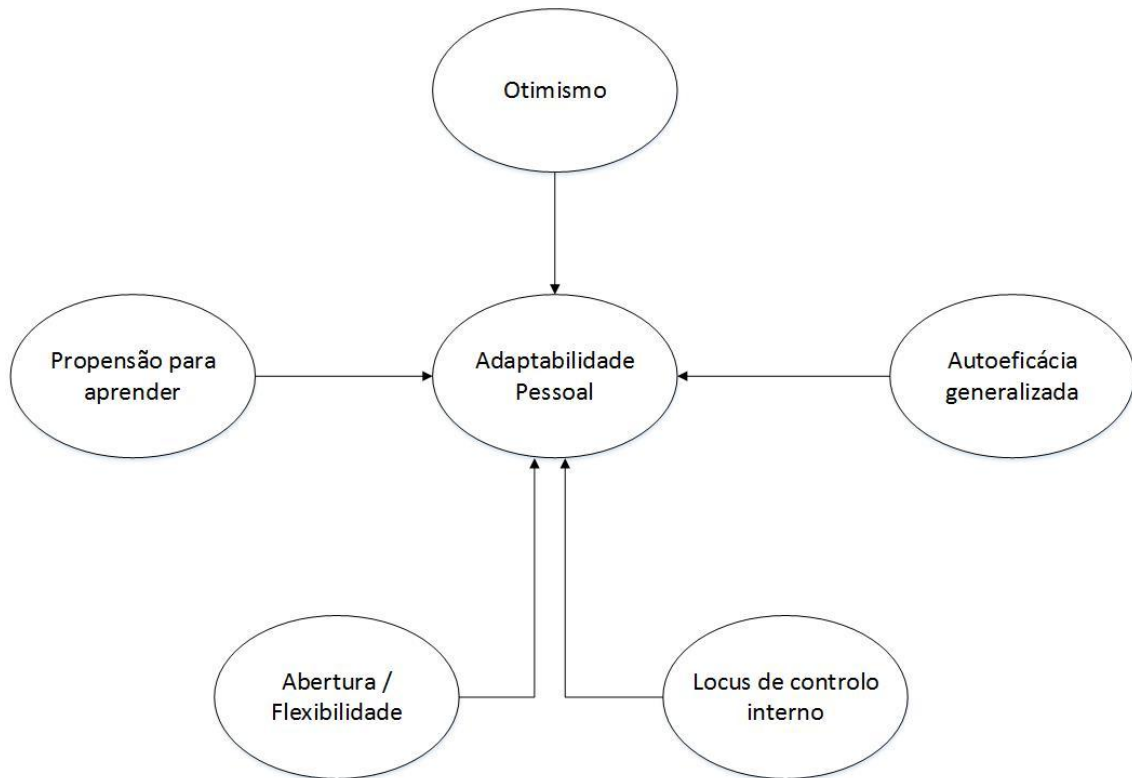 Otimismo
Propensão para
aprender
Adaptabilidade
Pessoal
Autoeficácia
generalizada
Abertura /
Flexibilidade
Locus de controlo
interno